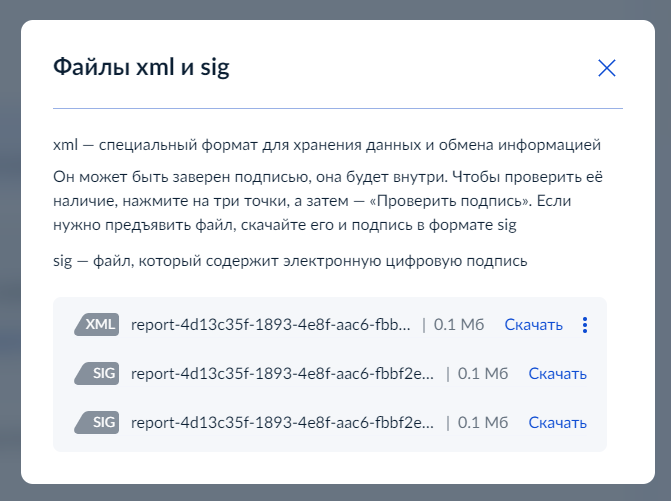 Файлы xml и sig
xml — специальный формат для хранения данных и обмена информацией
Он может быть заверен подписью, она будет внутри. Чтобы проверить её
наличие, нажмите на три точки, а затем — «Проверить подпись». Если
нужно предъявить файл, скачайте его и подпись в формате sig
sig — файл, который содержит электронную цифровую подпись
XML report-4d13c35f-1893-4e8f-aac6-fbb... | 0.1 Мб Скачать
SIG report-4d13c35f-1893-4e8f-aac6-fbbf2e... | 0.1 Мб Скачать
SIG report-4d13c35f-1893-4e8f-aac6-fbbf2e... | 0.1 Мб Скачать